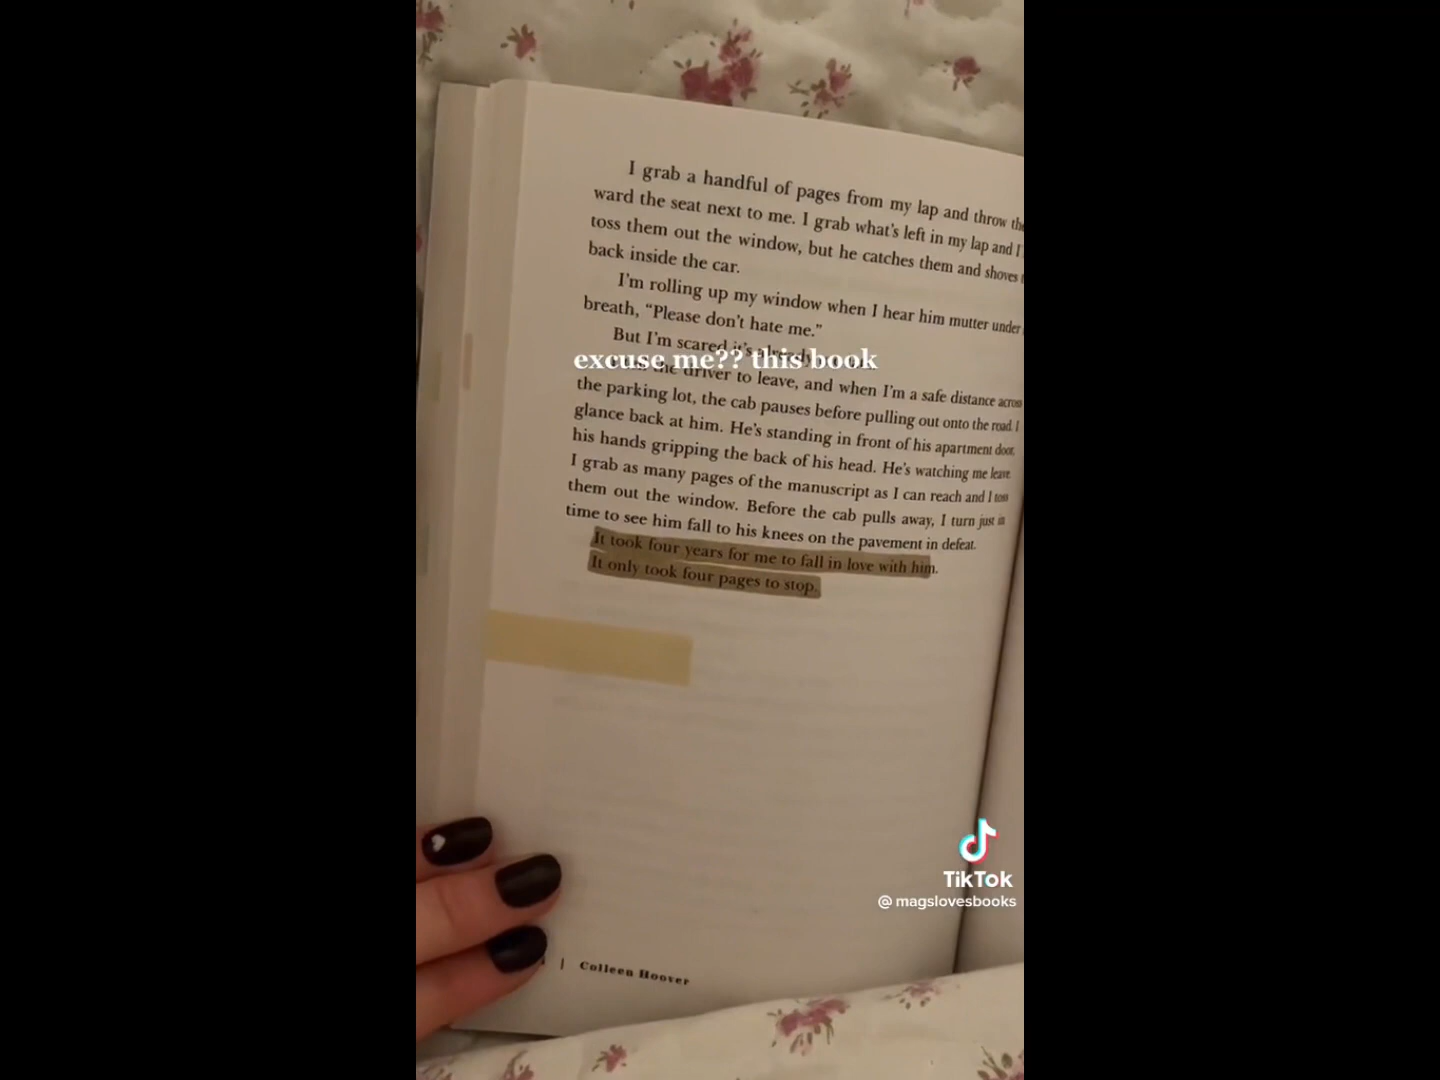 I grab a handful of pages from my lap and throw
ward the seat next to me. I grab what's left in my lap and
toss them out the window, but he catches them and shoves
back inside the car.
I'm rolling up my window when I hear him mutter under
breath, “Please don't hate me.”
But I'm scared it's already
excuse me?? this book
the driver to leave, and when I'm a safe distance across
the parking lot, the cab pauses before pulling out onto the road. I
glance back at him. He's standing in front of his apartment door,
his hands gripping the back of his head. He's watching me leave.
I grab as many pages of the manuscript as I can reach and I toss
them out the window. Before the cab pulls away, I turn just in
time to see him fall to his knees on the pavement in defeat.
It took four years for me to fall in love with him.
It only took four pages to stop.
TikTok
@ magslovesbooks
| Colleen Hoover